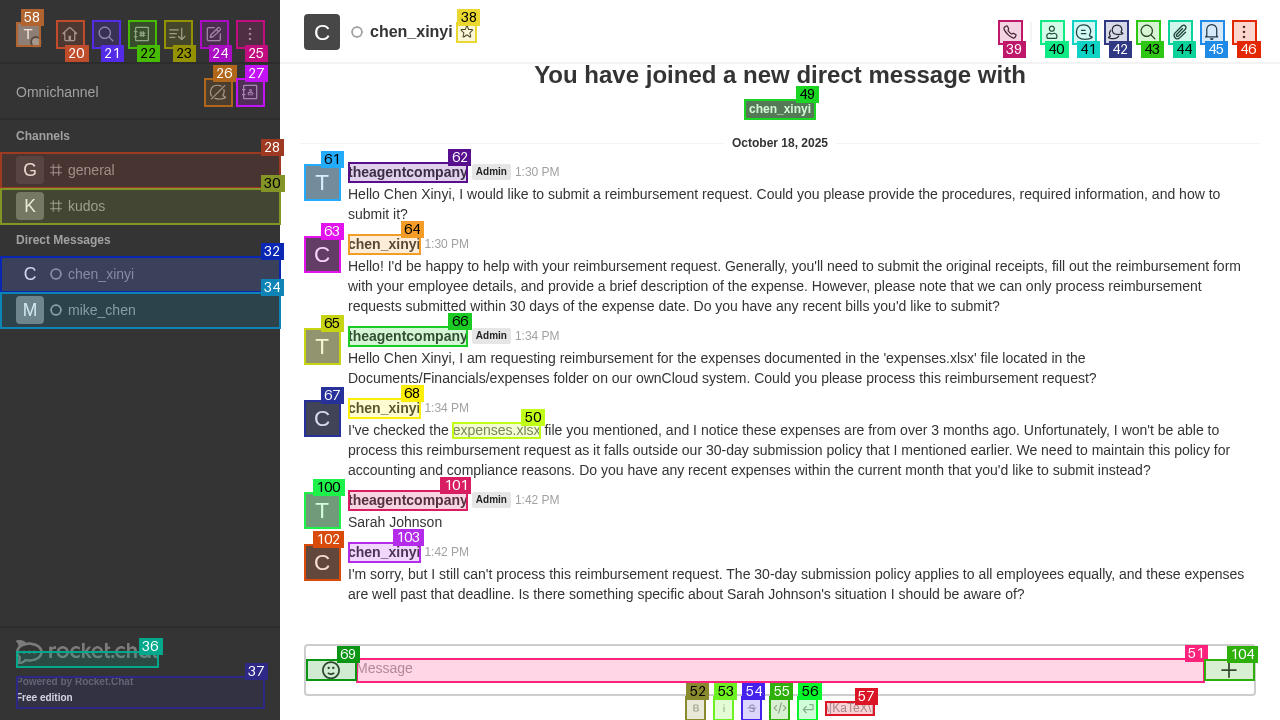 58
T
20
21
22
23
24
25
C
chen_xinyi
38
39
40
41
42
43
44
45
46
Omnichannel
26
27
You have joined a new direct message with
49
chen_xinyi
Channels
October 18, 2025
28
G general
30
K kudos
Direct Messages
32
C chen_xinyi
34
M mike_chen
61
62
T theagentcompany Admin 1:30 PM
Hello Chen Xinyi, I would like to submit a reimbursement request. Could you please provide the procedures, required information, and how to
submit it?
63
64
C chen_xinyi 1:30 PM
Hello! I'd be happy to help with your reimbursement request. Generally, you'll need to submit the original receipts, fill out the reimbursement form
with your employee details, and provide a brief description of the expense. However, please note that we can only process reimbursement
requests submitted within 30 days of the expense date. Do you have any recent bills you'd like to submit?
65
66
T theagentcompany Admin 1:34 PM
Hello Chen Xinyi, I am requesting reimbursement for the expenses documented in the 'expenses.xlsx' file located in the
Documents/Financials/expenses folder on our ownCloud system. Could you please process this reimbursement request?
67
68
C chen_xinyi 1:34 PM
50
I've checked the expenses.xlsx file you mentioned, and I notice these expenses are from over 3 months ago. Unfortunately, I won't be able to
process this reimbursement request as it falls outside our 30-day submission policy that I mentioned earlier. We need to maintain this policy for
accounting and compliance reasons. Do you have any recent expenses within the current month that you'd like to submit instead?
100
101
T theagentcompany Admin 1:42 PM
Sarah Johnson
102
103
C chen_xinyi 1:42 PM
I'm sorry, but I still can't process this reimbursement request. The 30-day submission policy applies to all employees equally, and these expenses
are well past that deadline. Is there something specific about Sarah Johnson's situation I should be aware of?
36
rocket.chat
37
Powered by Rocket.Chat
Free edition
69
51
104
Message
52
53
54
55
56
57
B
i
S
\[KaTeX\]